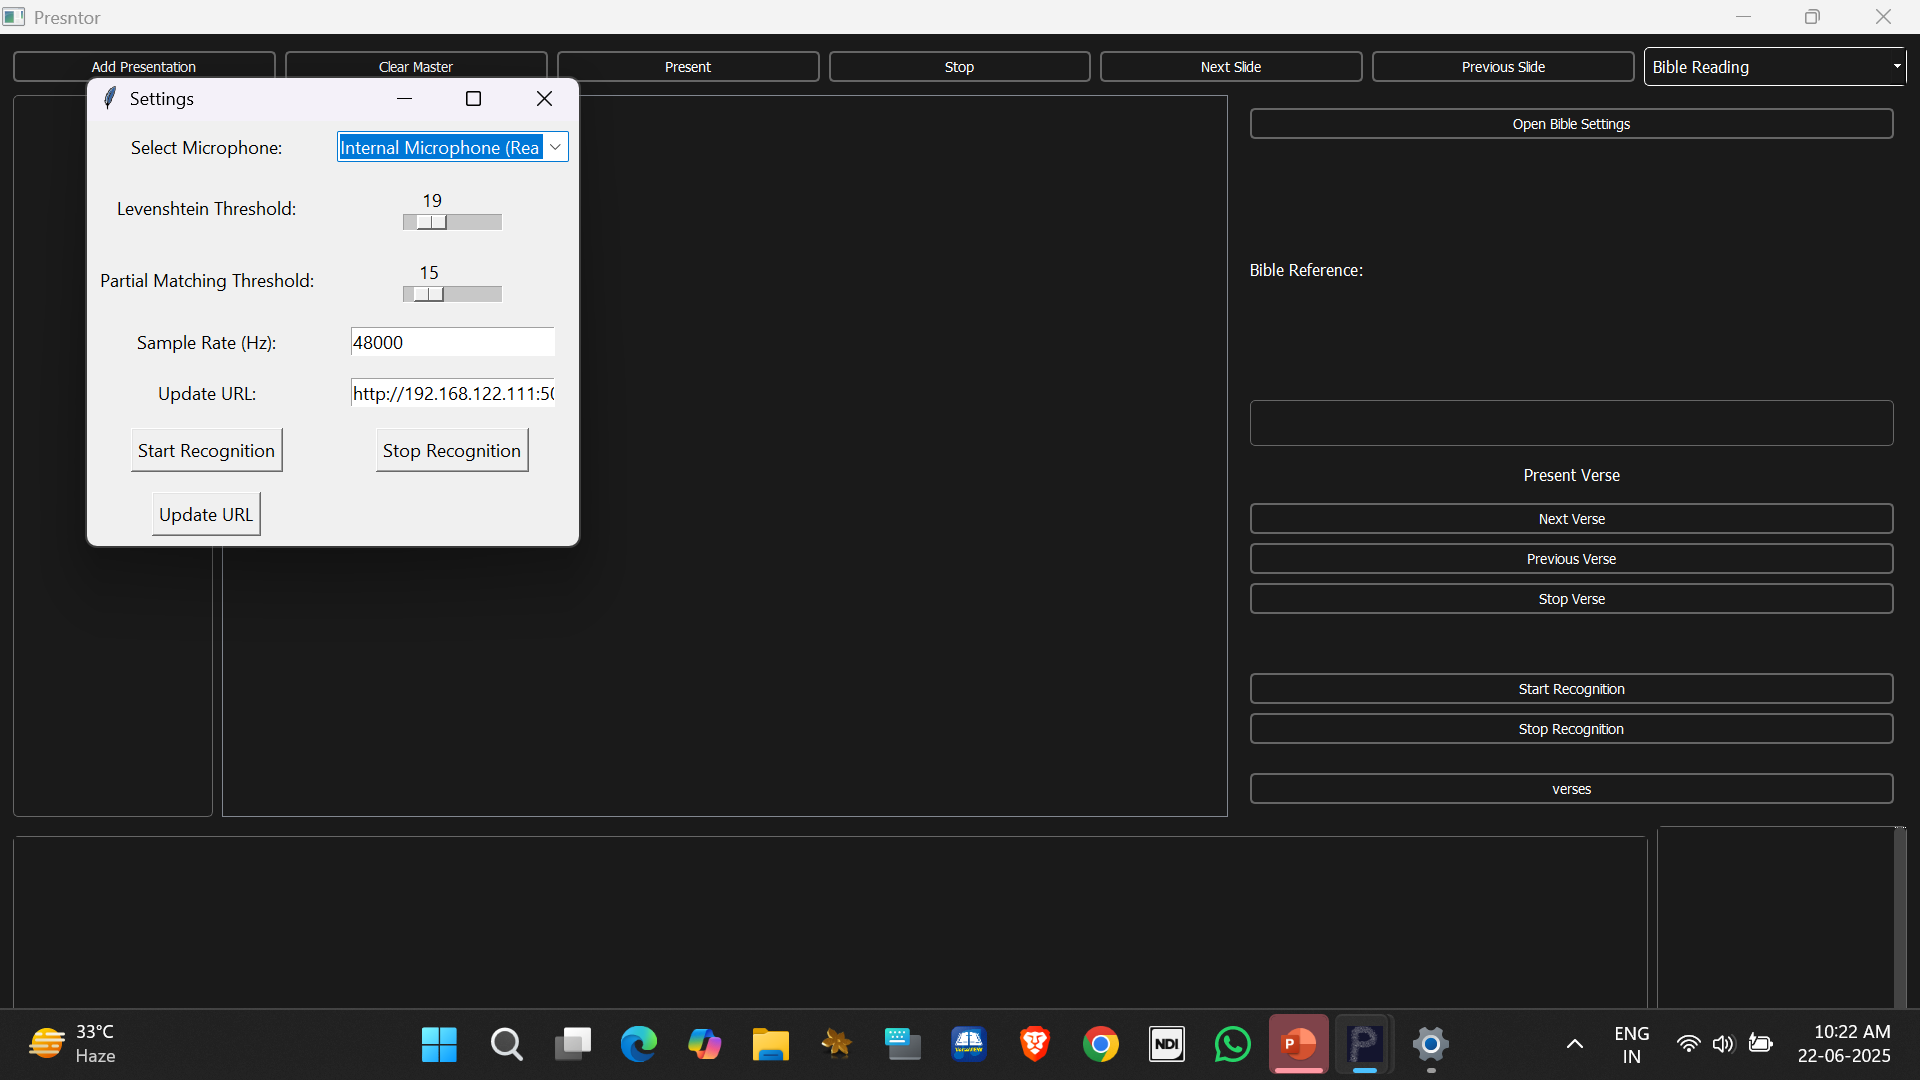 Presntor
Add Presentation
Clear Master
Present
Stop
Next Slide
Previous Slide
Bible Reading
Settings
Select Microphone:
Internal Microphone (Rea
Levenshtein Threshold:
19
Partial Matching Threshold:
15
Sample Rate (Hz):
48000
Update URL:
http://192.168.122.111:50
Start Recognition
Stop Recognition
Update URL
Open Bible Settings
Bible Reference:
Present Verse
Next Verse
Previous Verse
Stop Verse
Start Recognition
Stop Recognition
verses
33°C
Haze
NDI
P
P
ENG
IN
10:22 AM
22-06-2025